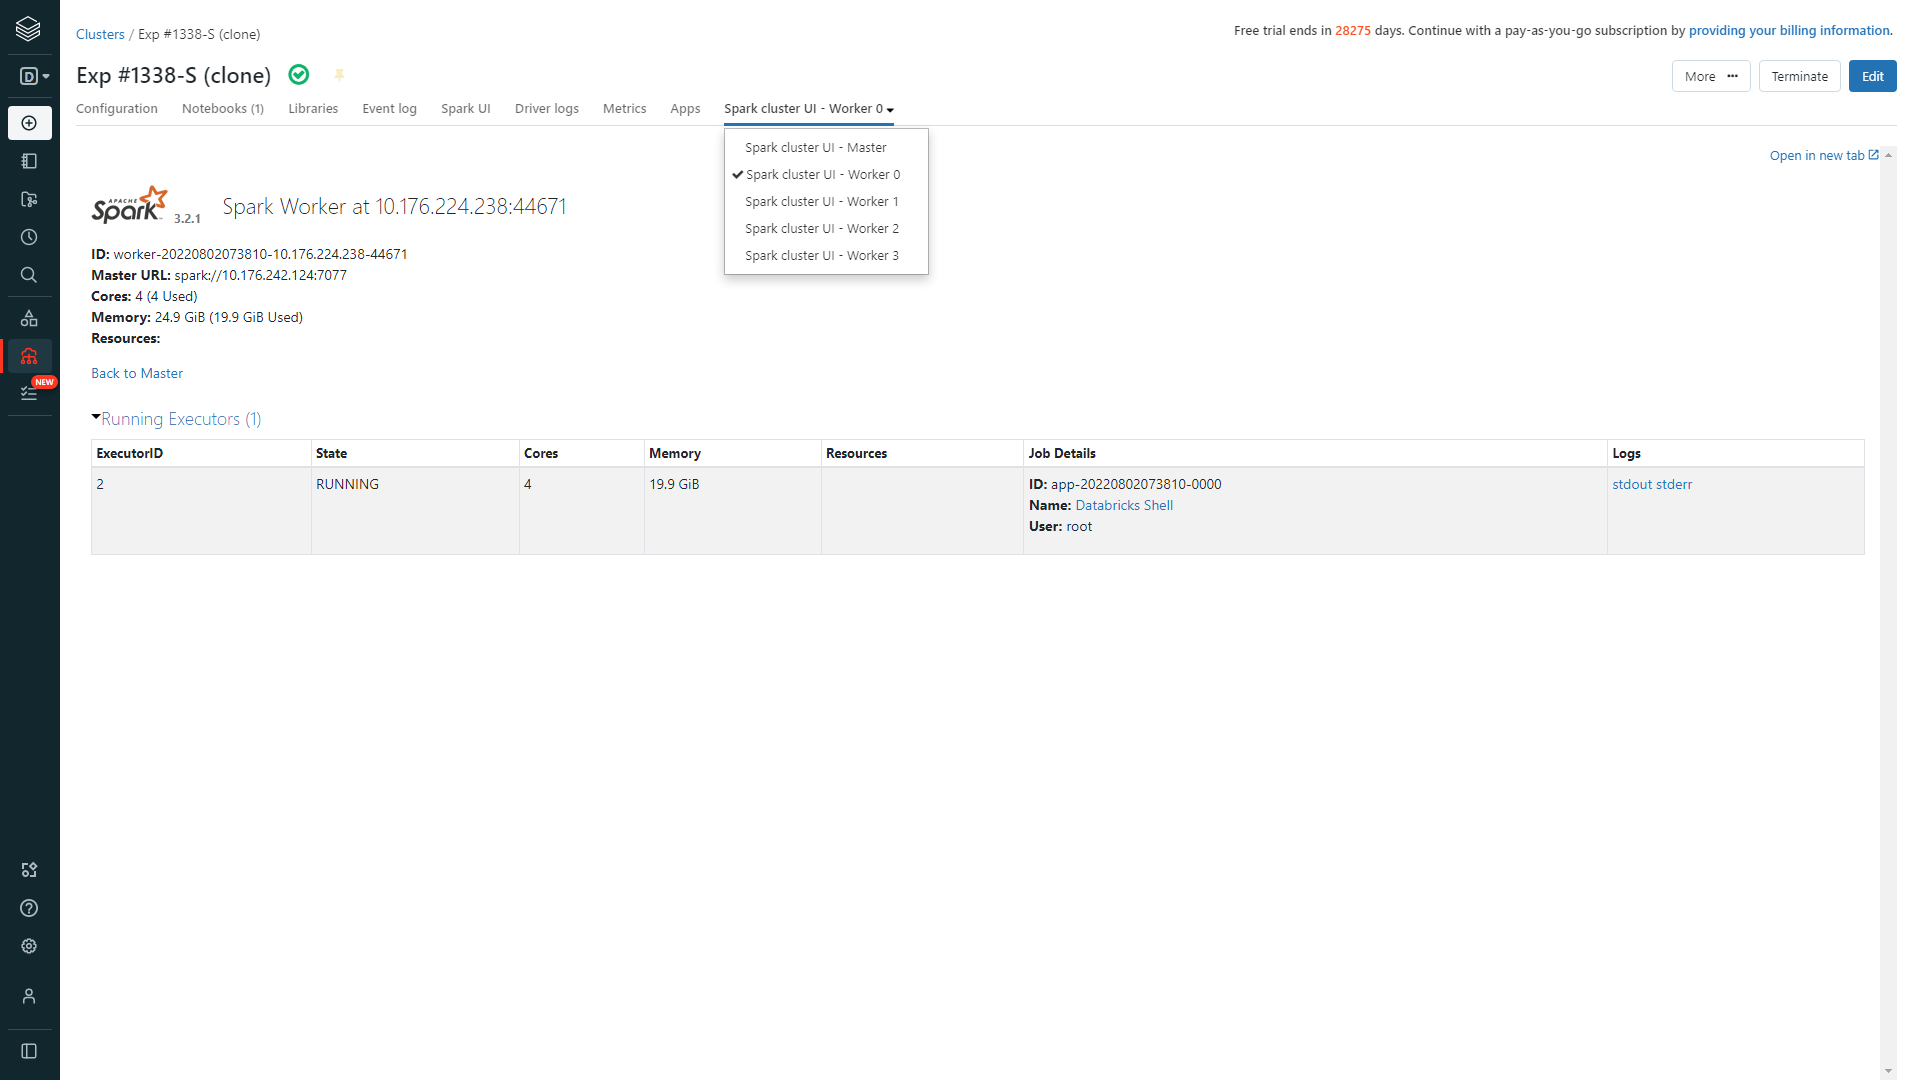 Clusters / Exp #1338-S (clone)
Free trial ends in 28275 days. Continue with a pay-as-you-go subscription by providing your billing information.
D
Exp #1338-S (clone)
More ···
Terminate
Edit
Configuration Notebooks (1) Libraries Event log Spark UI Driver logs Metrics Apps Spark cluster UI - Worker 0
Spark cluster UI - Master
Spark cluster UI - Worker 0
Spark cluster UI - Worker 1
Spark cluster UI - Worker 2
Spark cluster UI - Worker 3
Open in new tab
APACHE Spark 3.2.1 Spark Worker at 10.176.224.238:44671
ID: worker-20220802073810-10.176.224.238-44671
Master URL: spark://10.176.242.124:7077
Cores: 4 (4 Used)
Memory: 24.9 GiB (19.9 GiB Used)
Resources:
Back to Master
NEW
Running Executors (1)
ExecutorID State Cores Memory Resources Job Details Logs
2 RUNNING 4 19.9 GiB ID: app-20220802073810-0000 stdout stderr
Name: Databricks Shell
User: root